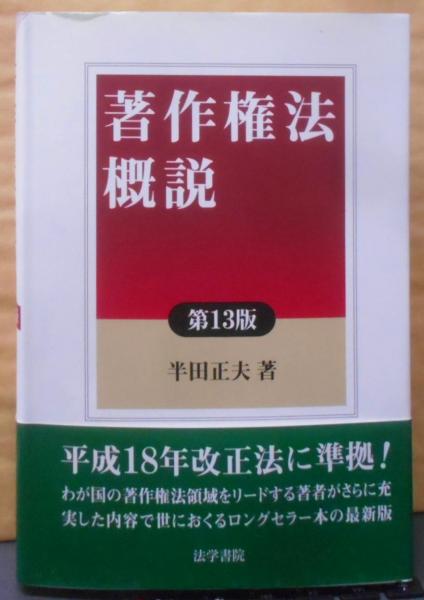 著作権法
概説
第13版
半田正夫 著
平成18年改正法に準拠!
わが国の著作権法領域をリードする著者がさらに充
実した内容で世におくるロングセラー本の最新版
法学書院